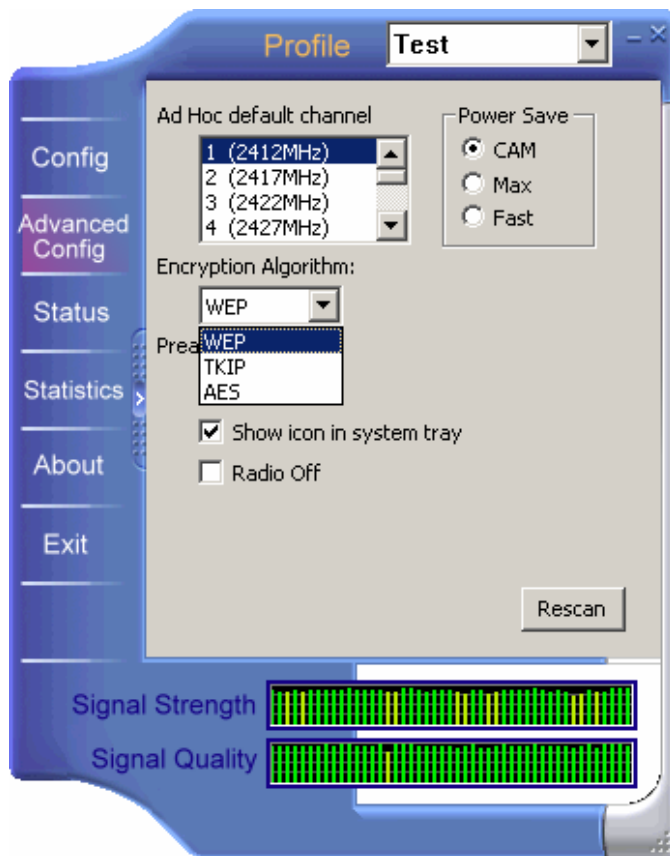 Profile
Test
Config
Advanced
Config
Status
Statistics
About
Exit
Ad Hoc default channel
1 (2412MHz)
2 (2417MHz)
3 (2422MHz)
4 (2427MHz)
Power Save
CAM
Max
Fast
Encryption Algorithm:
WEP
Prea
WEP
TKIP
AES
Show icon in system tray
Radio Off
Rescan
Signal Strength
Signal Quality